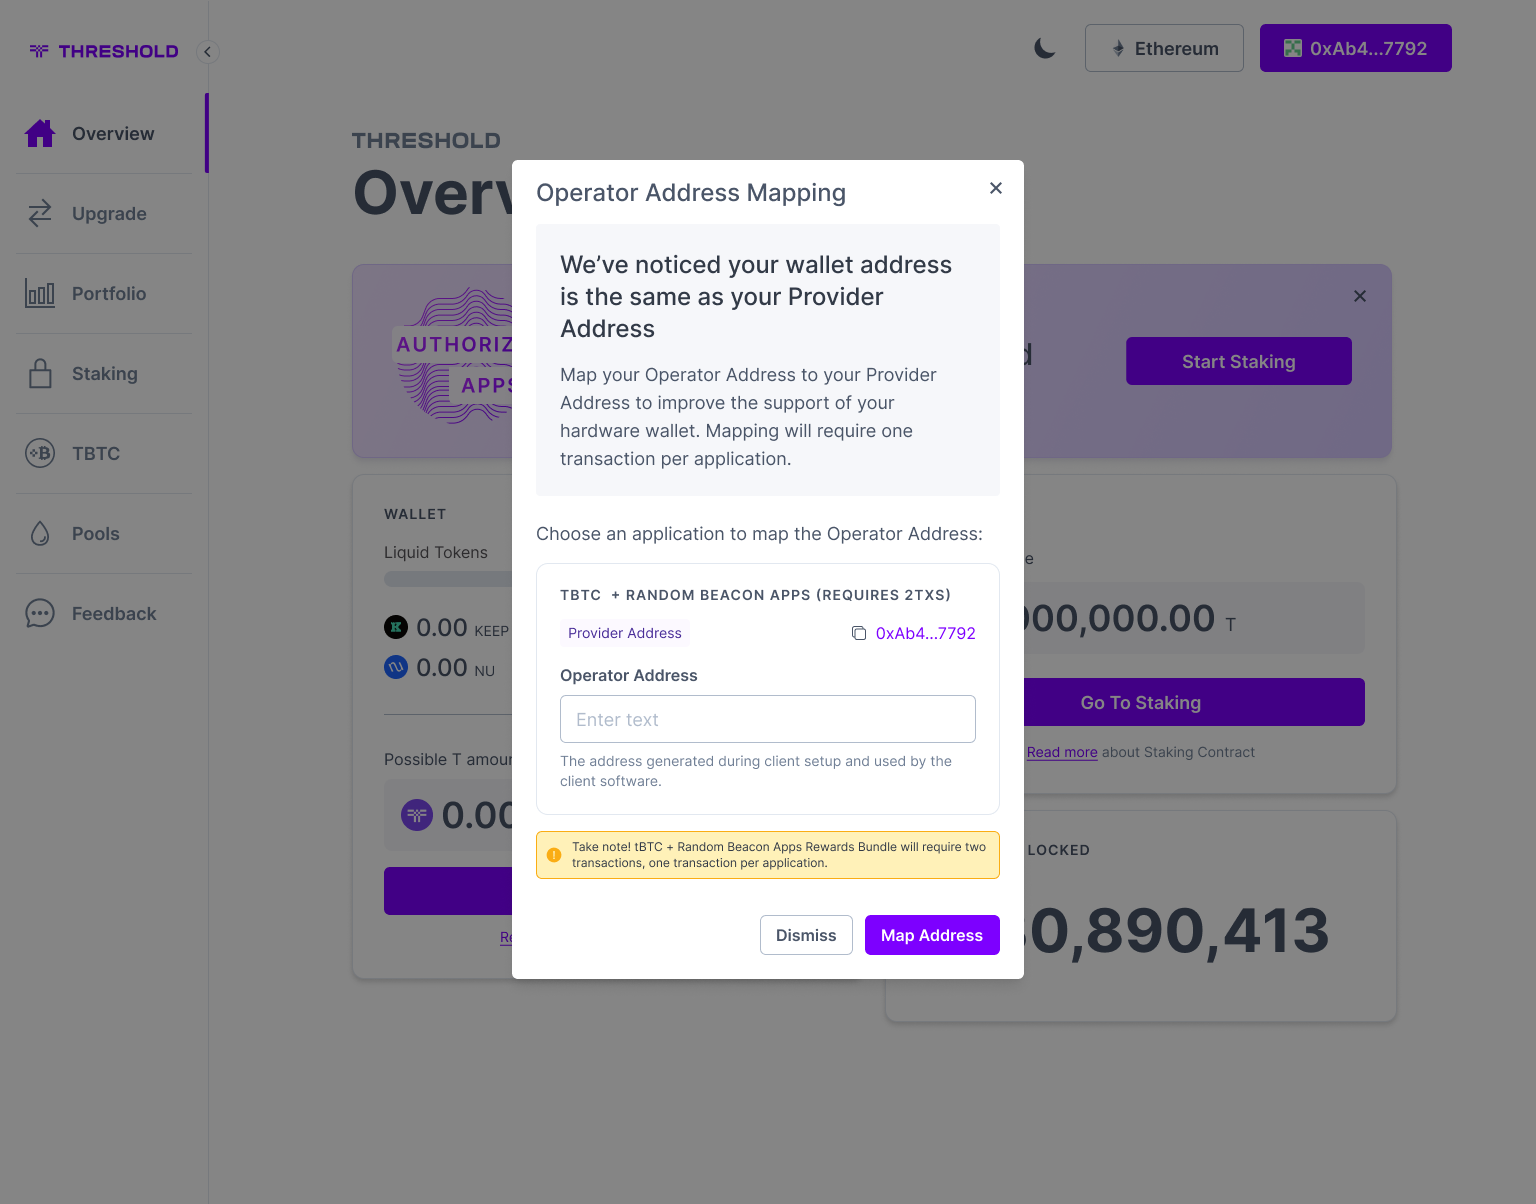 THRESHOLD
Ethereum
0xAb4...7792
Overview
Upgrade
Portfolio
Staking
TBTC
Pools
Feedback
THRESHOLD
Operator Address Mapping
We’ve noticed your wallet address
is the same as your Provider
Address
Map your Operator Address to your Provider
Address to improve the support of your
hardware wallet. Mapping will require one
transaction per application.
Choose an application to map the Operator Address:
TBTC + RANDOM BEACON APPS (REQUIRES 2TXS)
Provider Address
0xAb4...7792
Operator Address
Enter text
The address generated during client setup and used by the
client software.
Take note! tBTC + Random Beacon Apps Rewards Bundle will require two
transactions, one transaction per application.
Dismiss
Map Address
APPS
Start Staking
WALLET
Liquid Tokens
0.00 KEEP
0.00 NU
Possible T
0.00
00,000.00 T
Go To Staking
Read more about Staking Contract
LOCKED
0,890,413